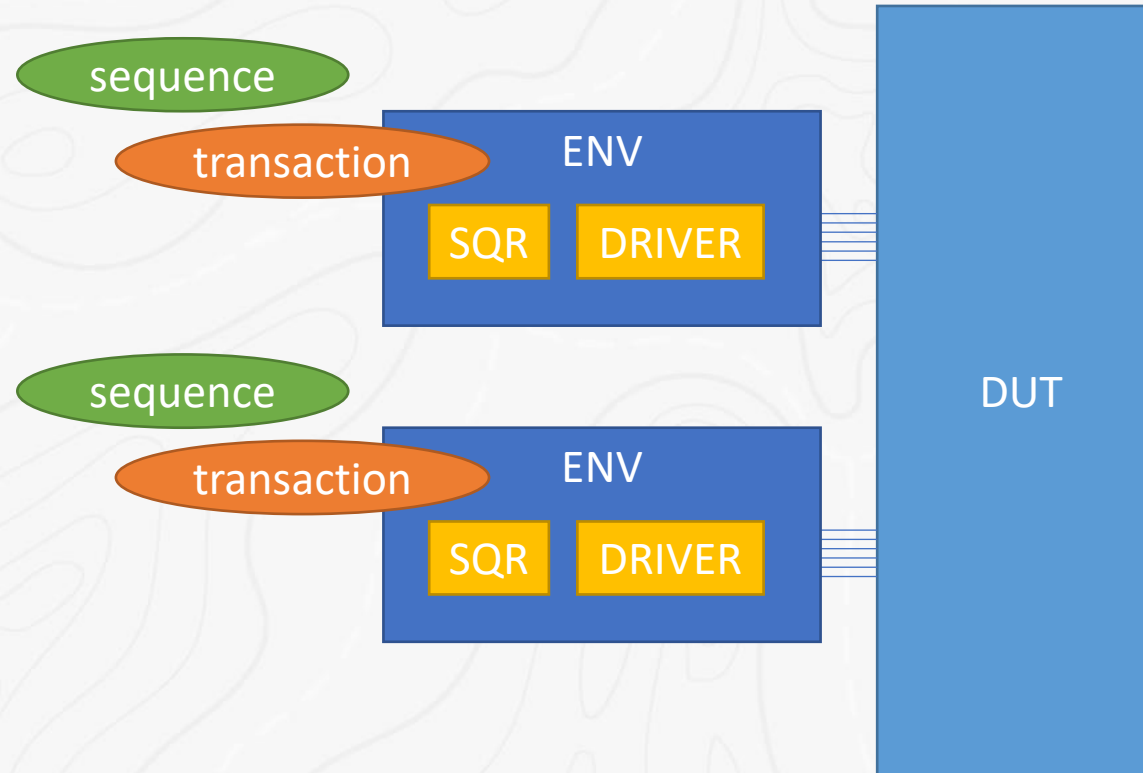 sequence
transaction
ENV
SQR
DRIVER
sequence
transaction
ENV
SQR
DRIVER
DUT